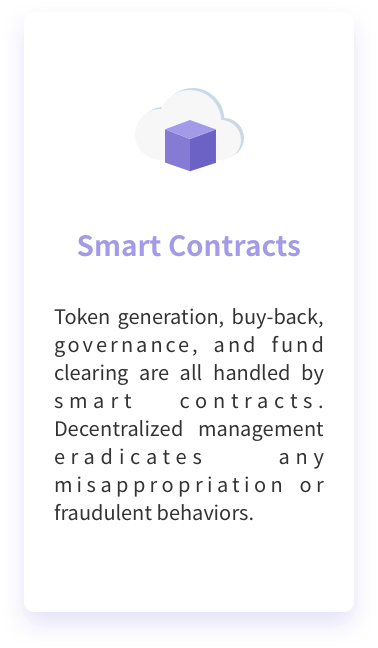 Smart Contracts
Token generation, buy-back,
governance, and fund
clearing are all handled by
smart contracts.
Decentralized management
eradicates any
misappropriation or
fraudulent behaviors.